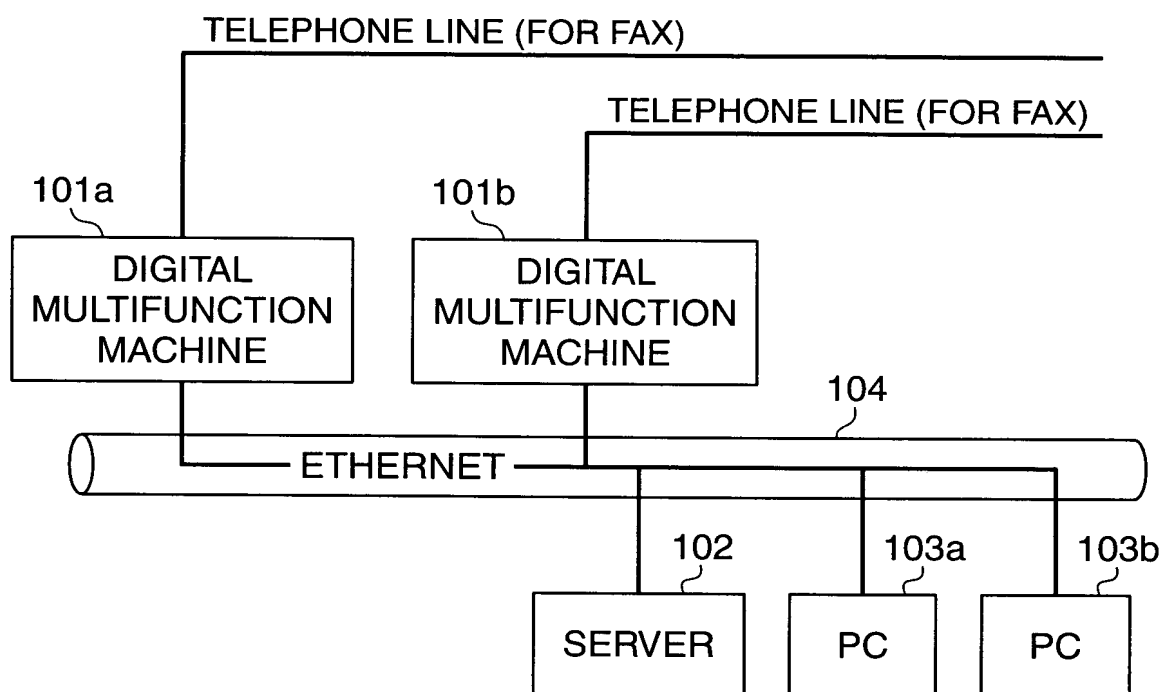 TELEPHONE LINE (FOR FAX)
TELEPHONE LINE (FOR FAX)
101a
101b
DIGITAL
MULTIFUNCTION
MACHINE
DIGITAL
MULTIFUNCTION
MACHINE
104
ETHERNET
102
103a
103b
SERVER
PC
PC